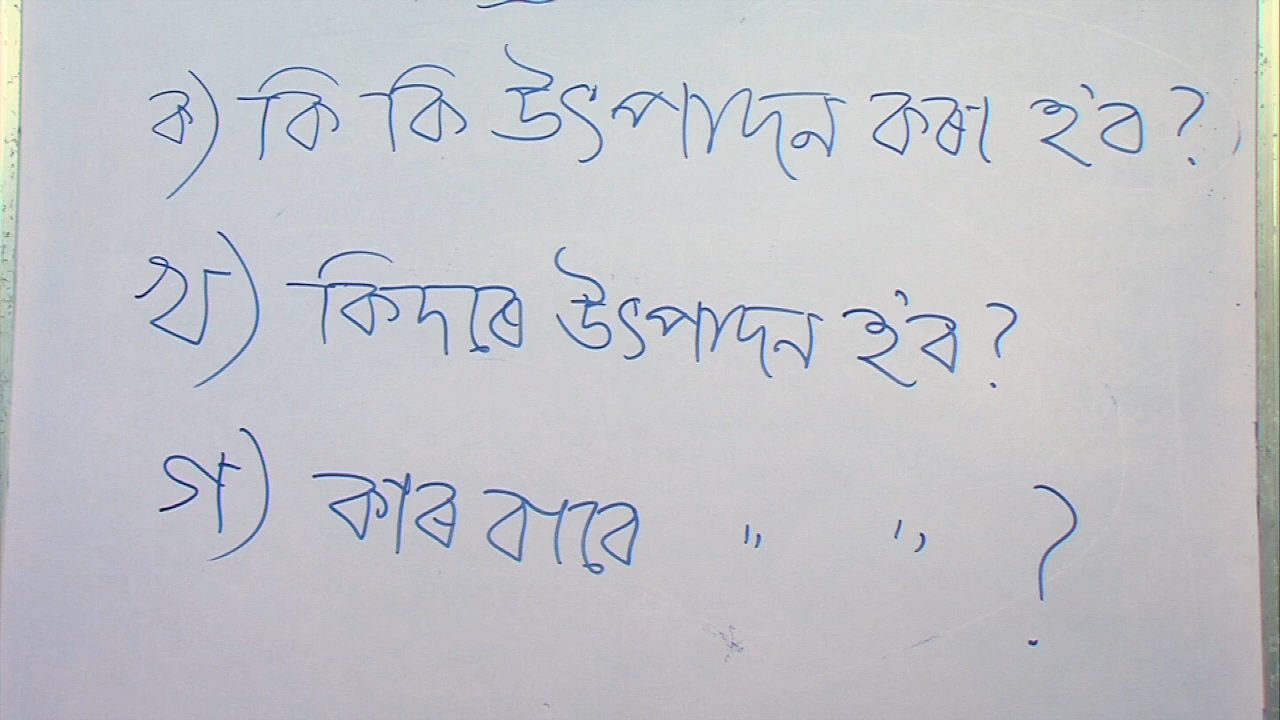 ক) কি কি উৎপাদন কৰা হ'ব ?
খ) কিদৰে উৎপাদন হ'ব ?
গ) কাৰ বাবে " " ?